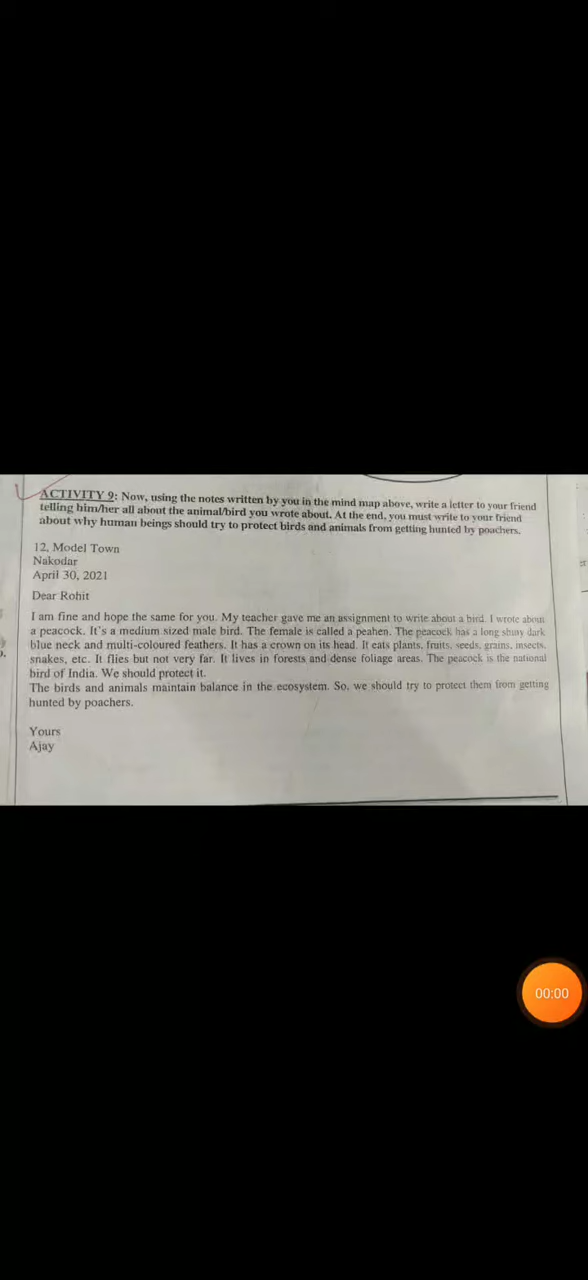 ACTIVITY 9: Now, using the notes written by you in the mind map above, write a letter to your friend
telling him/her all about the animal/bird you wrote about. At the end, you must write to your friend
about why human beings should try to protect birds and animals from getting hunted by poachers.
12, Model Town
Nakodar
April 30, 2021
Dear Rohit
I am fine and hope the same for you. My teacher gave me an assignment to write about a bird. I wrote about
a peacock. It's a medium sized male bird. The female is called a peahen. The peacock has a long shiny dark
blue neck and multi-coloured feathers. It has a crown on its head. It eats plants, fruits, seeds, grains, insects,
snakes, etc. It flies but not very far. It lives in forests and dense foliage areas. The peacock is the national
bird of India. We should protect it.
The birds and animals maintain balance in the ecosystem. So, we should try to protect them from getting
hunted by poachers.
Yours
Ajay
00:00